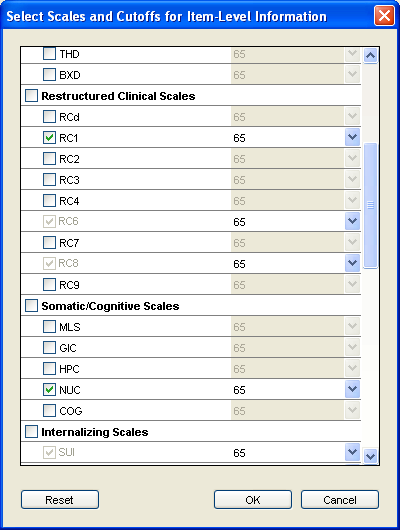 Select Scales and Cutoffs for Item-Level Information
THD 65
BXD 65
Restructured Clinical Scales
RCd 65
RC1 65
RC2 65
RC3 65
RC4 65
RC6 65
RC7 65
RC8 65
RC9 65
Somatic/Cognitive Scales
MLS 65
GIC 65
HPC 65
NUC 65
COG 65
Internalizing Scales
SUI 65
Reset OK Cancel